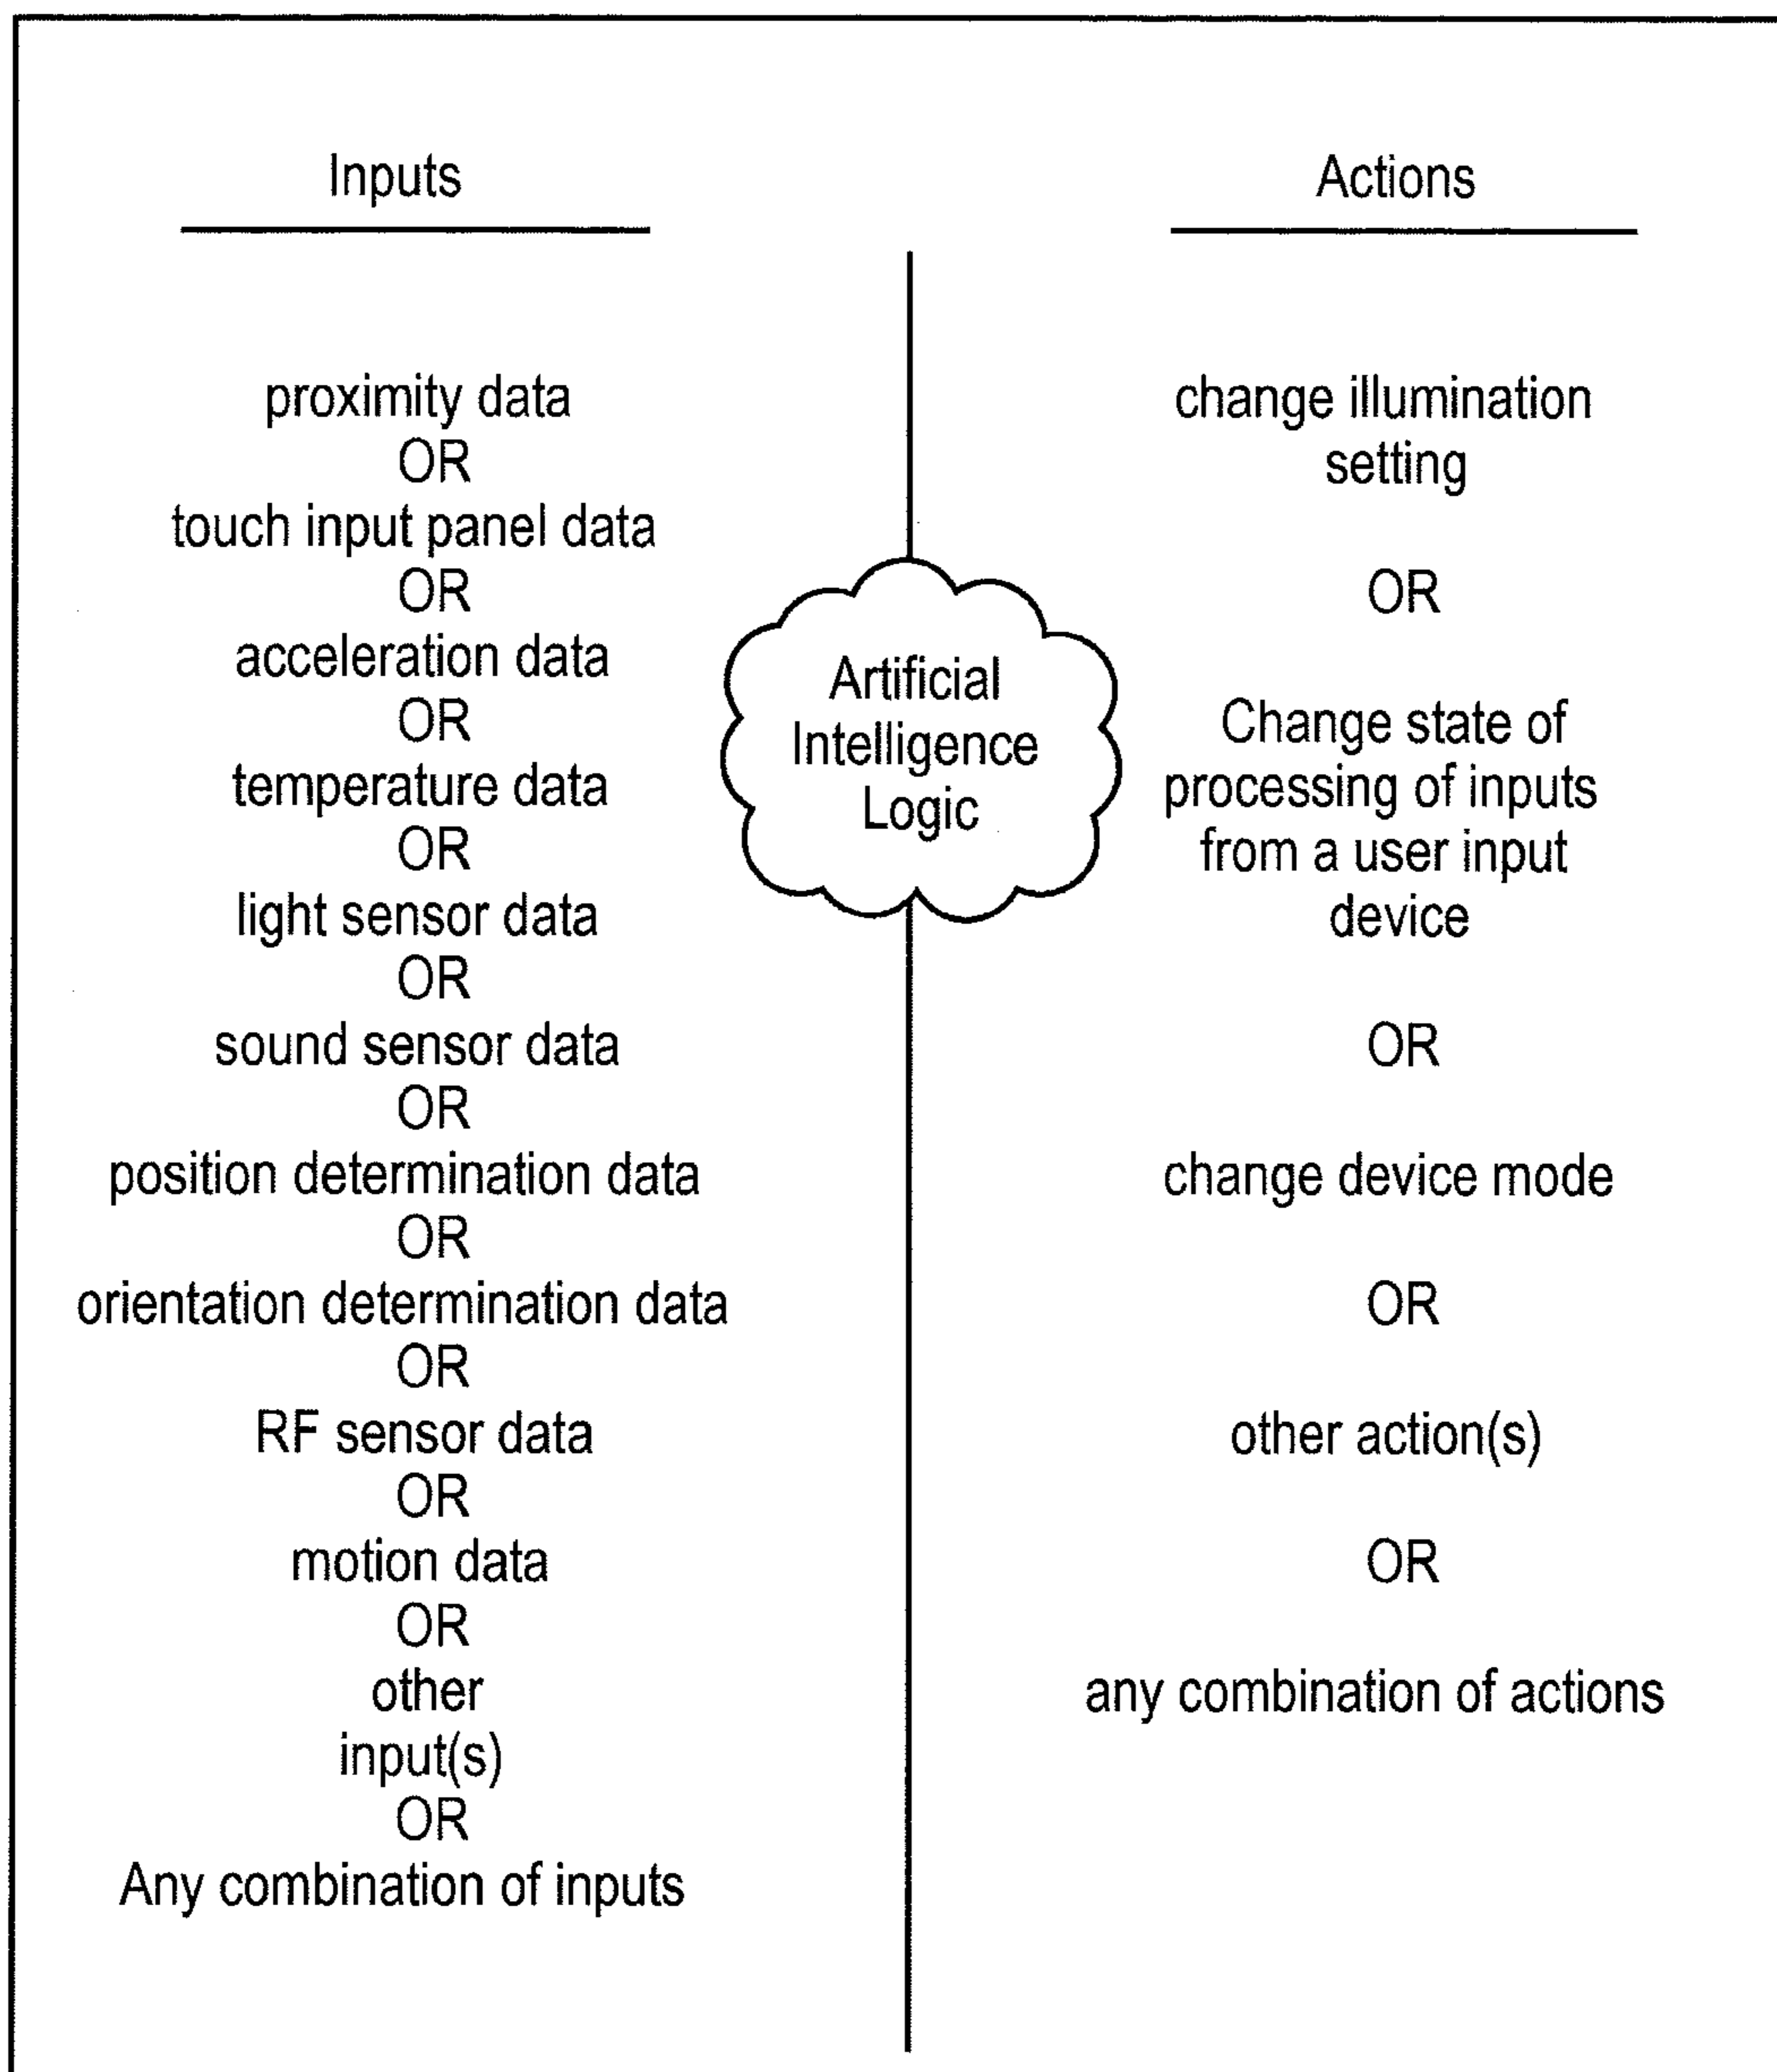 Inputs
proximity data
OR
touch input panel data
OR
acceleration data
OR
temperature data
OR
light sensor data
OR
sound sensor data
OR
position determination data
OR
orientation determination data
OR
RF sensor data
OR
motion data
OR
other
input(s)
OR
Any combination of inputs
Artificial
Intelligence
Logic
Actions
change illumination
setting
OR
Change state of
processing of inputs
from a user input
device
OR
change device mode
OR
other action(s)
OR
any combination of actions